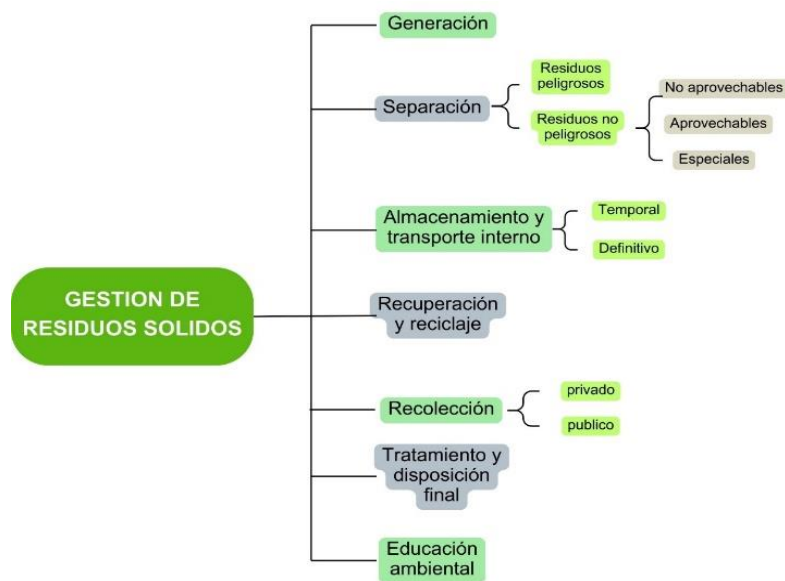 GESTION DE
RESIDUOS SOLIDOS
Generación
Separación
Residuos
peligrosos
Residuos no
peligrosos
No aprovechables
Aprovechables
Especiales
Almacenamiento y
transporte interno
Temporal
Definitivo
Recuperación
y reciclaje
Recolección
privado
publico
Tratamiento y
disposición
final
Educación
ambiental